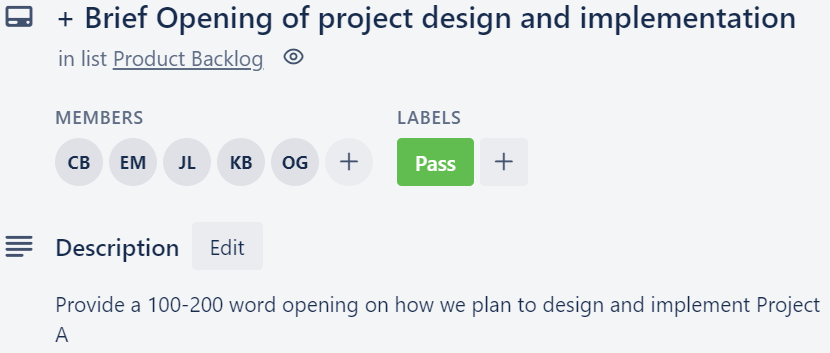 + Brief Opening of project design and implementation
in list Product Backlog
MEMBERS
LABELS
CB EM JL KB OG +
Pass +
Description Edit
Provide a 100-200 word opening on how we plan to design and implement Project
A